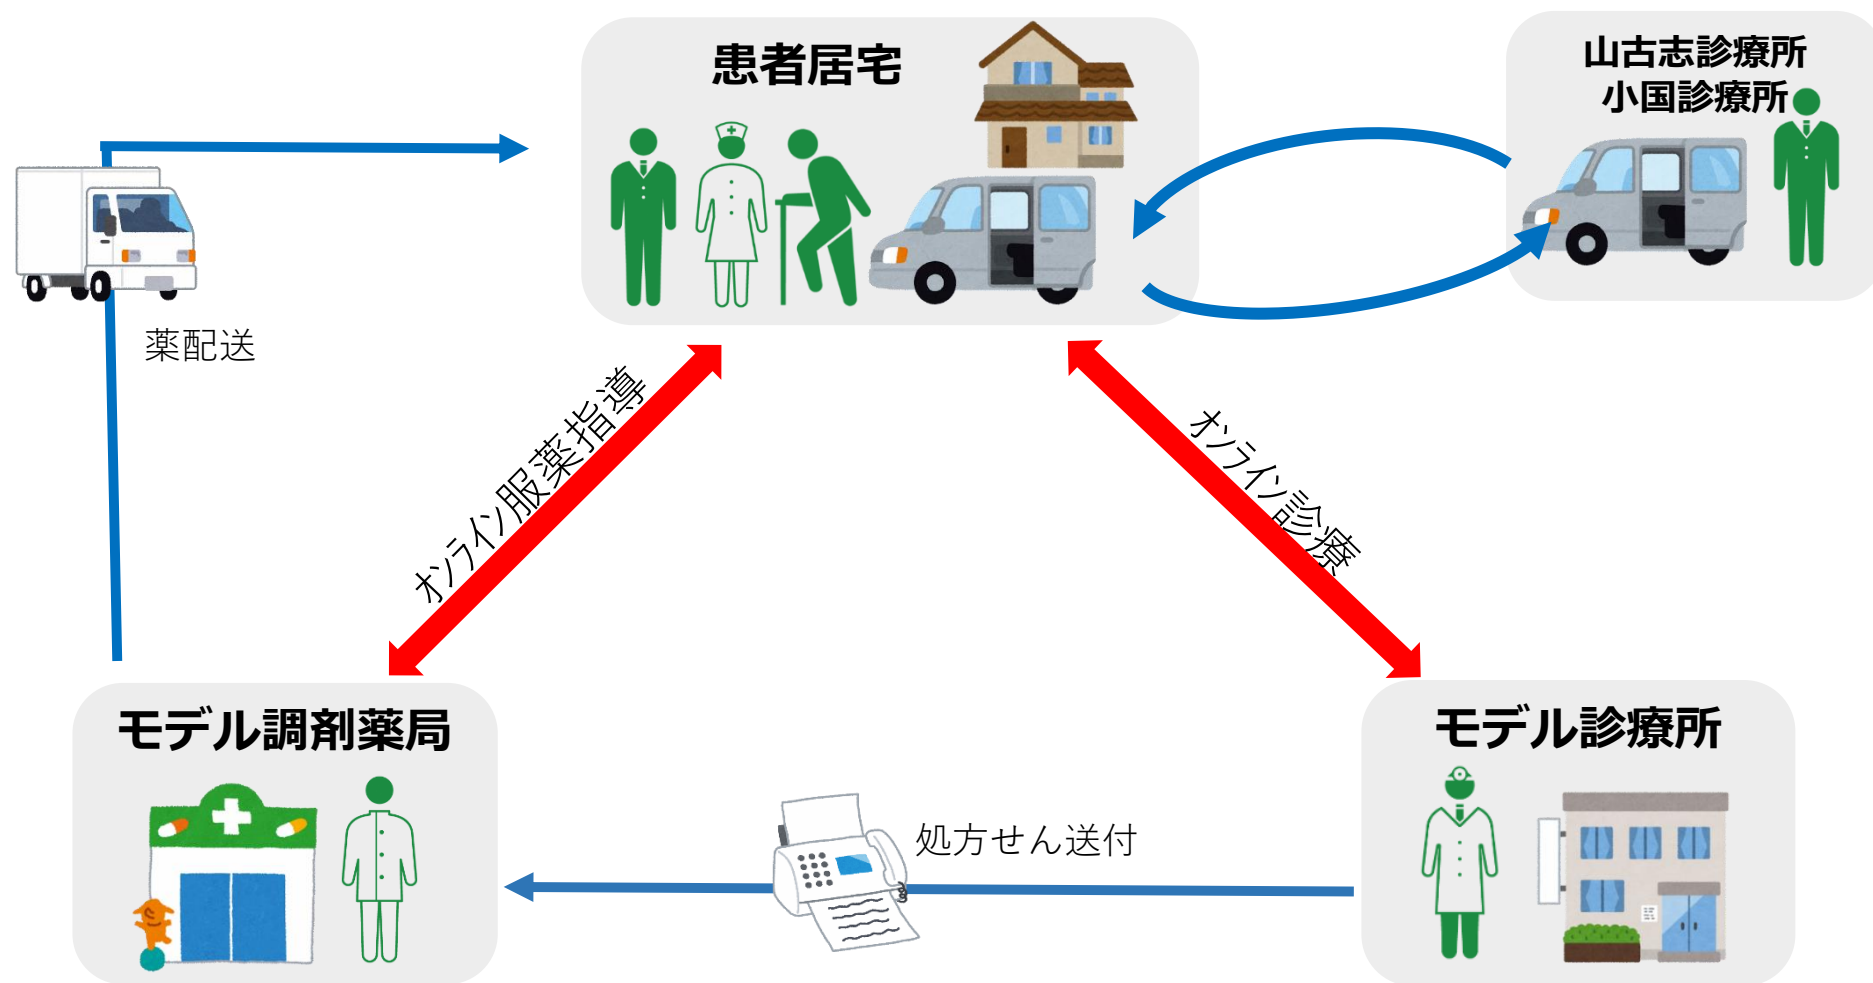 患者居宅
山古志診療所
小国診療所
薬配送
ｵﾝﾗｲﾝ服薬指導
ｵﾝﾗｲﾝ診療
モデル調剤薬局
モデル診療所
処方せん送付